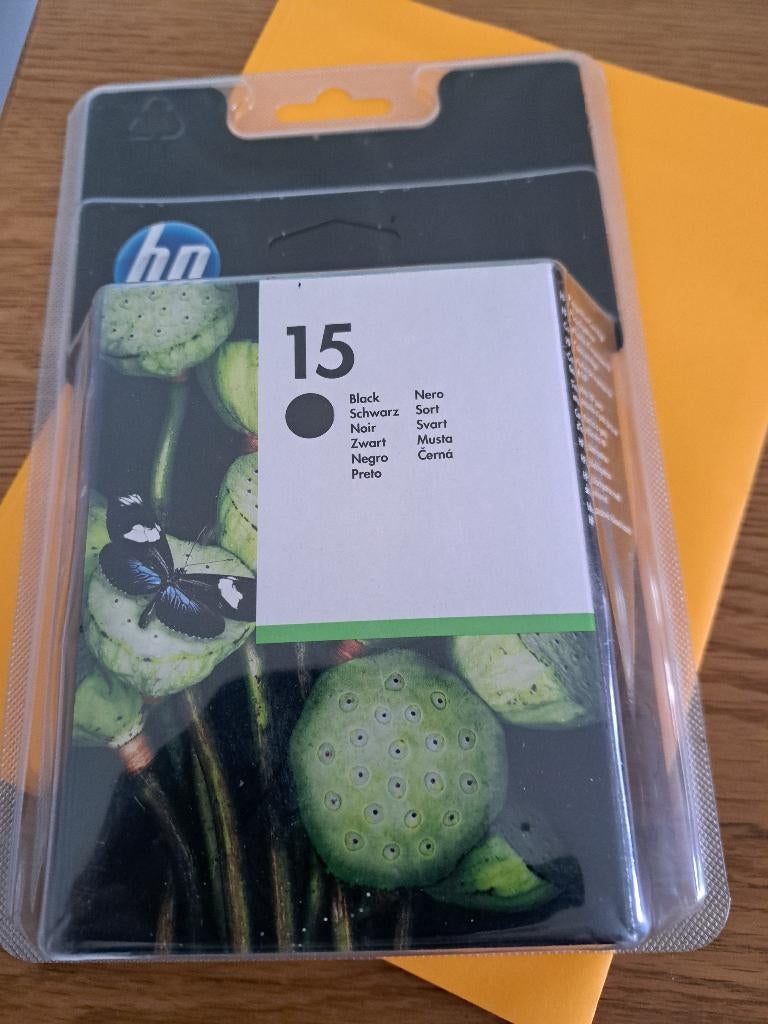 hp
15
Black
Schwarz
Noir
Zwart
Negro
Preto
Nero
Sort
Svart
Musta
Černá